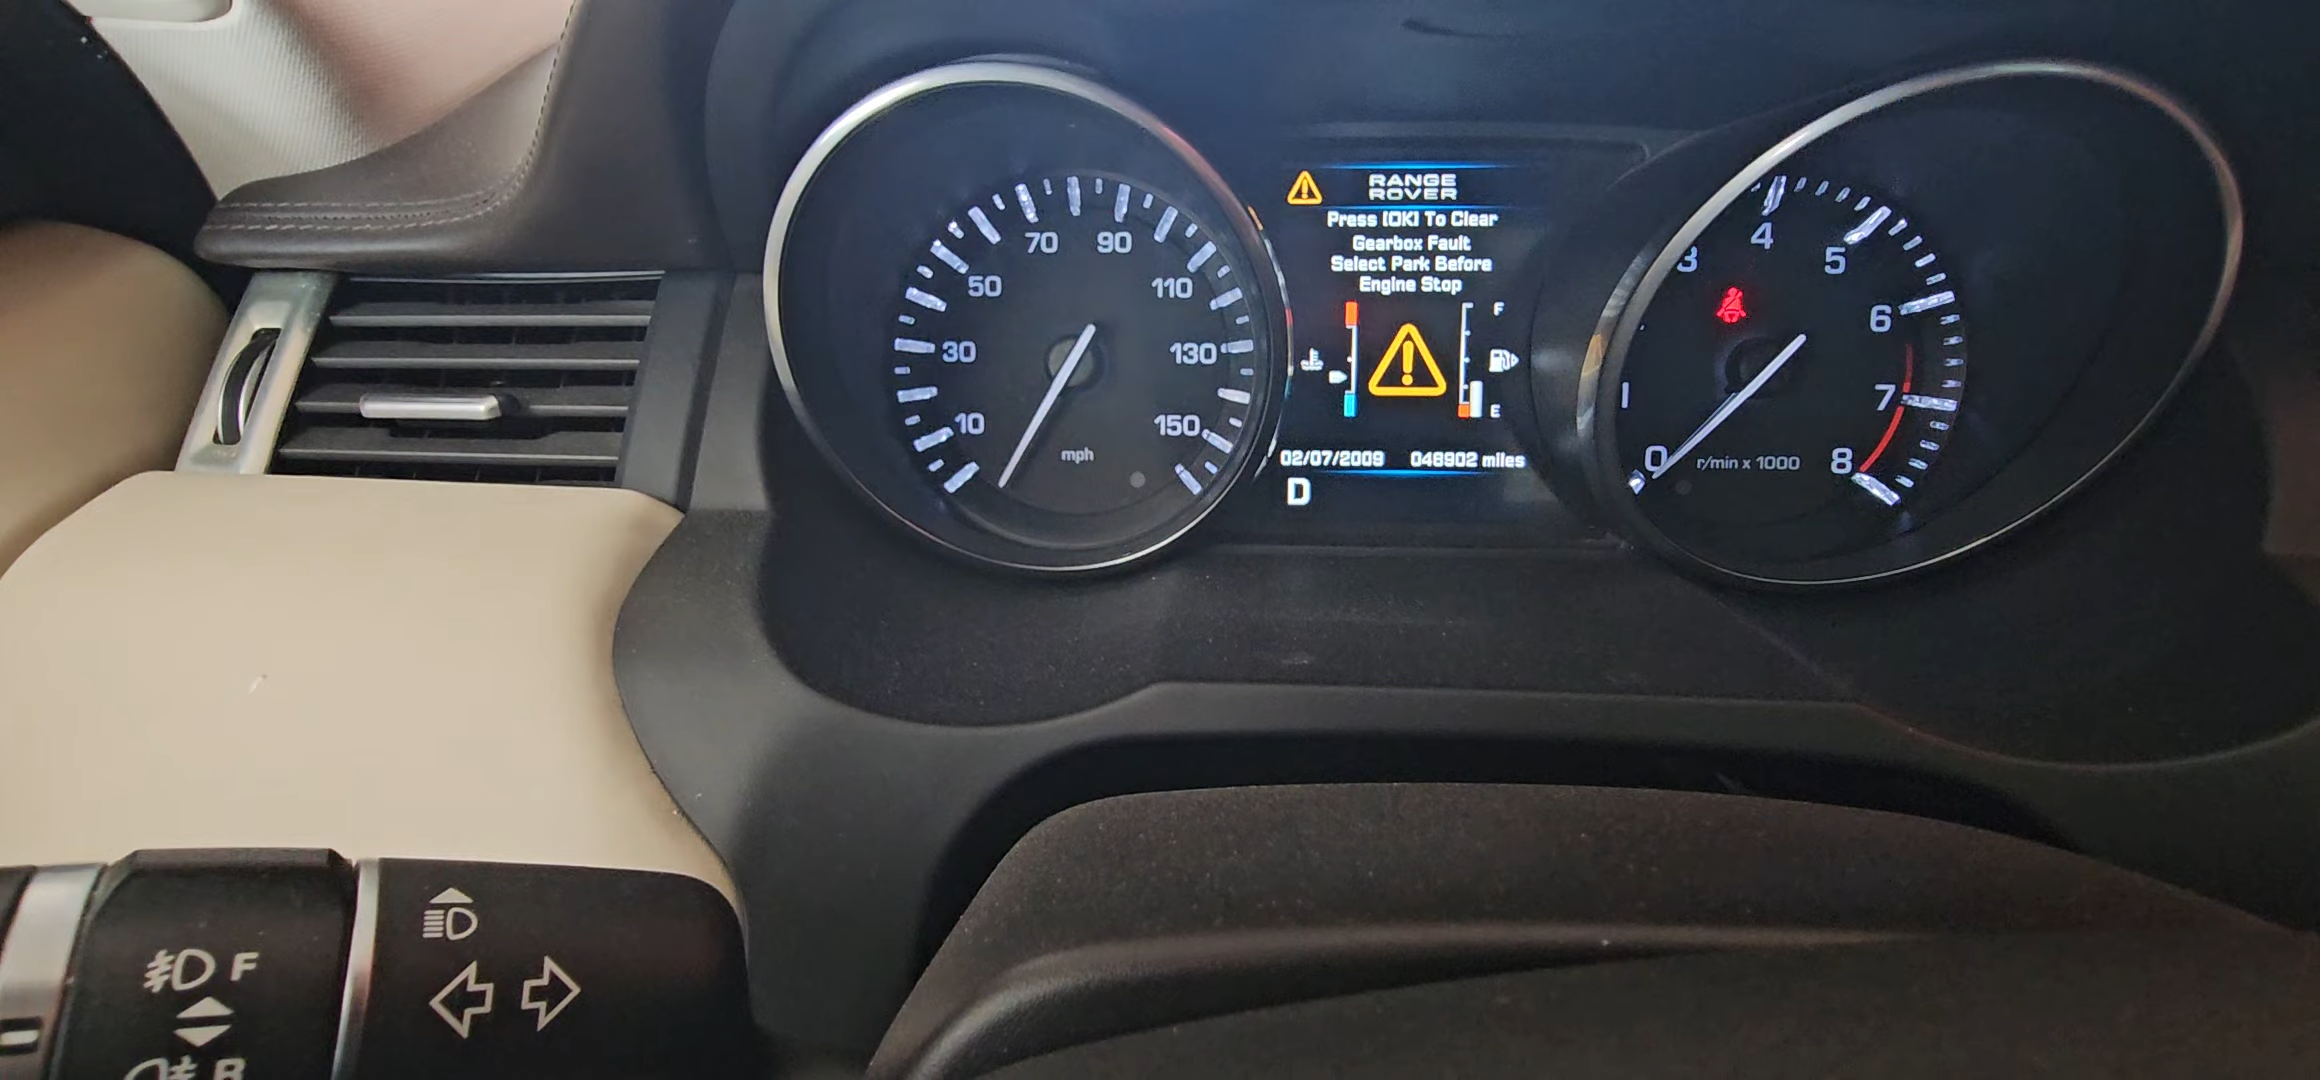 RANGE
ROVER
Press [OK] To Clear
Gearbox Fault
Select Park Before
Engine Stop
F
E
02/07/2009 048902 miles
D
10
30
50
70
90
110
130
150
mph
0
1
3
4
5
6
7
8
r/min x 1000
F
R